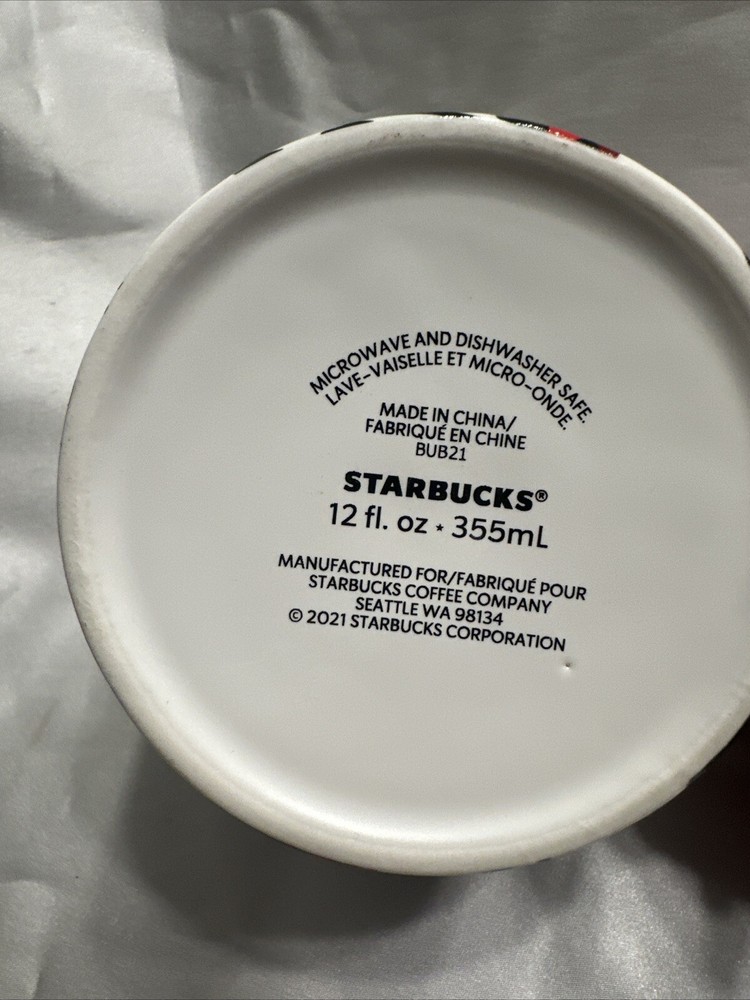 MICROWAVE AND DISHWASHER SAFE.
LAVE-VAISELLE ET MICRO-ONDE.
MADE IN CHINA/
FABRIQUÉ EN CHINE
BUB21
STARBUCKS®
12 fl. oz ⋆ 355mL
MANUFACTURED FOR/FABRIQUÉ POUR
STARBUCKS COFFEE COMPANY
SEATTLE WA 98134
© 2021 STARBUCKS CORPORATION